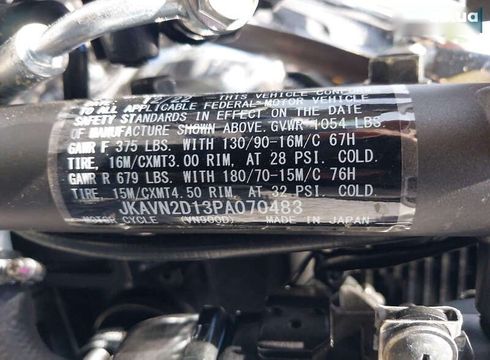 12/22 THIS VEHICLE
TO ALL APPLICABLE FEDERAL MOTOR VEHICLE
SAFETY STANDARDS IN EFFECT ON THE DATE
OF MANUFACTURE SHOWN ABOVE. GVWR 1054 LBS
GAWR F 375 LBS. WITH 130/90-16M/C 67H
TIRE, 16M/CXMT3.00 RIM, AT 28 PSI. COLD.
GAWR R 679 LBS. WITH 180/70-15M/C 76H
TIRE, 15M/CXMT4.50 RIM, AT 32 PSI. COLD.
JKAVN2D13PA070483
MOTOR CYCLE (VN900D) MADE IN JAPAN